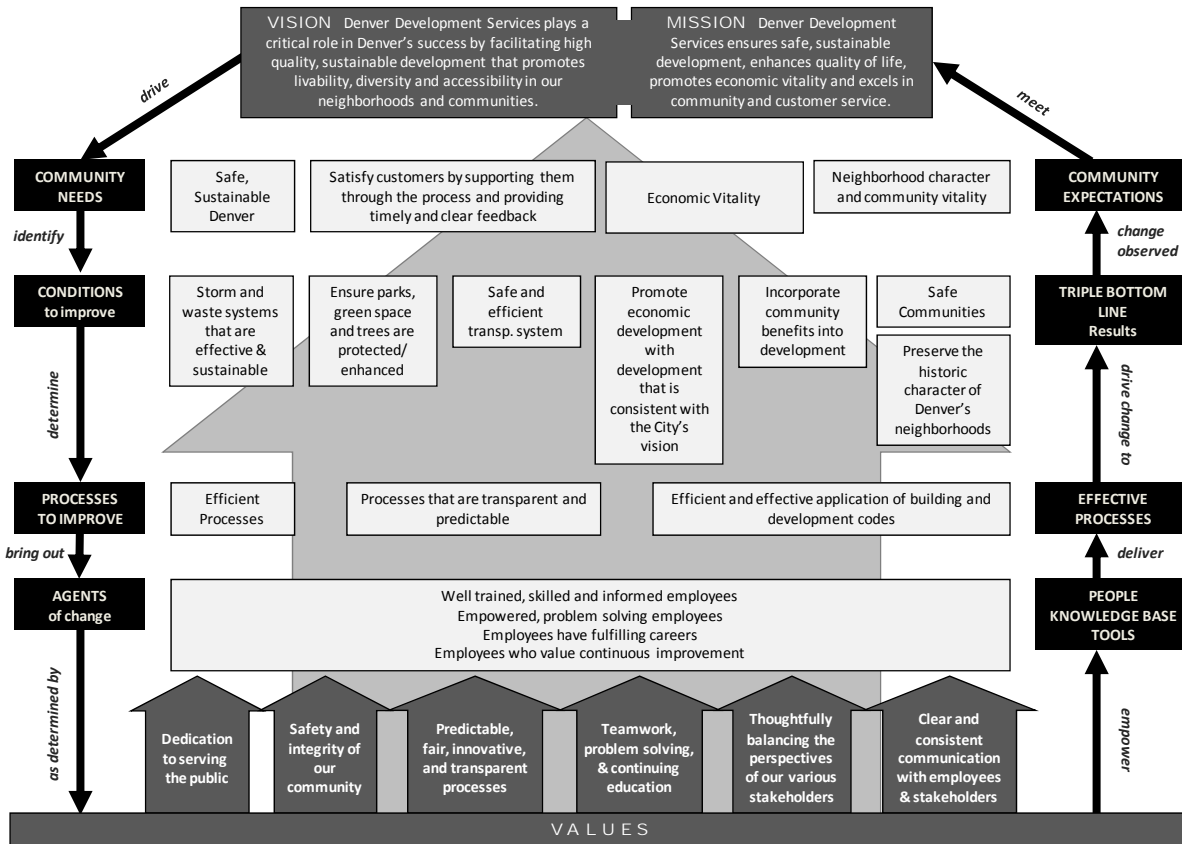 VISION Denver Development Services plays a
critical role in Denver's success by facilitating high
quality, sustainable development that promotes
livability, diversity and accessibility in our
neighborhoods and communities.
MISSION Denver Development
Services ensures safe, sustainable
development, enhances quality of life,
promotes economic vitality and excels in
community and customer service.
drive
meet
COMMUNITY
NEEDS
Safe,
Sustainable
Denver
Satisfy customers by supporting them
through the process and providing
timely and clear feedback
Economic Vitality
Neighborhood character
and community vitality
COMMUNITY
EXPECTATIONS
identify
change
observed
CONDITIONS
to improve
Storm and
waste systems
that are
effective &
sustainable
Ensure parks,
green space
and trees are
protected/
enhanced
Safe and
efficient
transp. system
Promote
economic
development
with
development
that is
consistent with
the City's
vision
Incorporate
community
benefits into
development
Safe
Communities
Preserve the
historic
character of
Denver's
neighborhoods
TRIPLE BOTTOM
LINE
Results
determine
drive change to
PROCESSES
TO IMPROVE
Efficient
Processes
Processes that are transparent and
predictable
Efficient and effective application of building and
development codes
EFFECTIVE
PROCESSES
bring out
deliver
AGENTS
of change
Well trained, skilled and informed employees
Empowered, problem solving employees
Employees have fulfilling careers
Employees who value continuous improvement
PEOPLE
KNOWLEDGE BASE
TOOLS
as determined by
empower
Dedication
to serving
the public
Safety and
integrity of
our
community
Predictable,
fair, innovative,
and transparent
processes
Teamwork,
problem solving,
& continuing
education
Thoughtfully
balancing the
perspectives
of our various
stakeholders
Clear and
consistent
communication
with employees
& stakeholders
VALUES